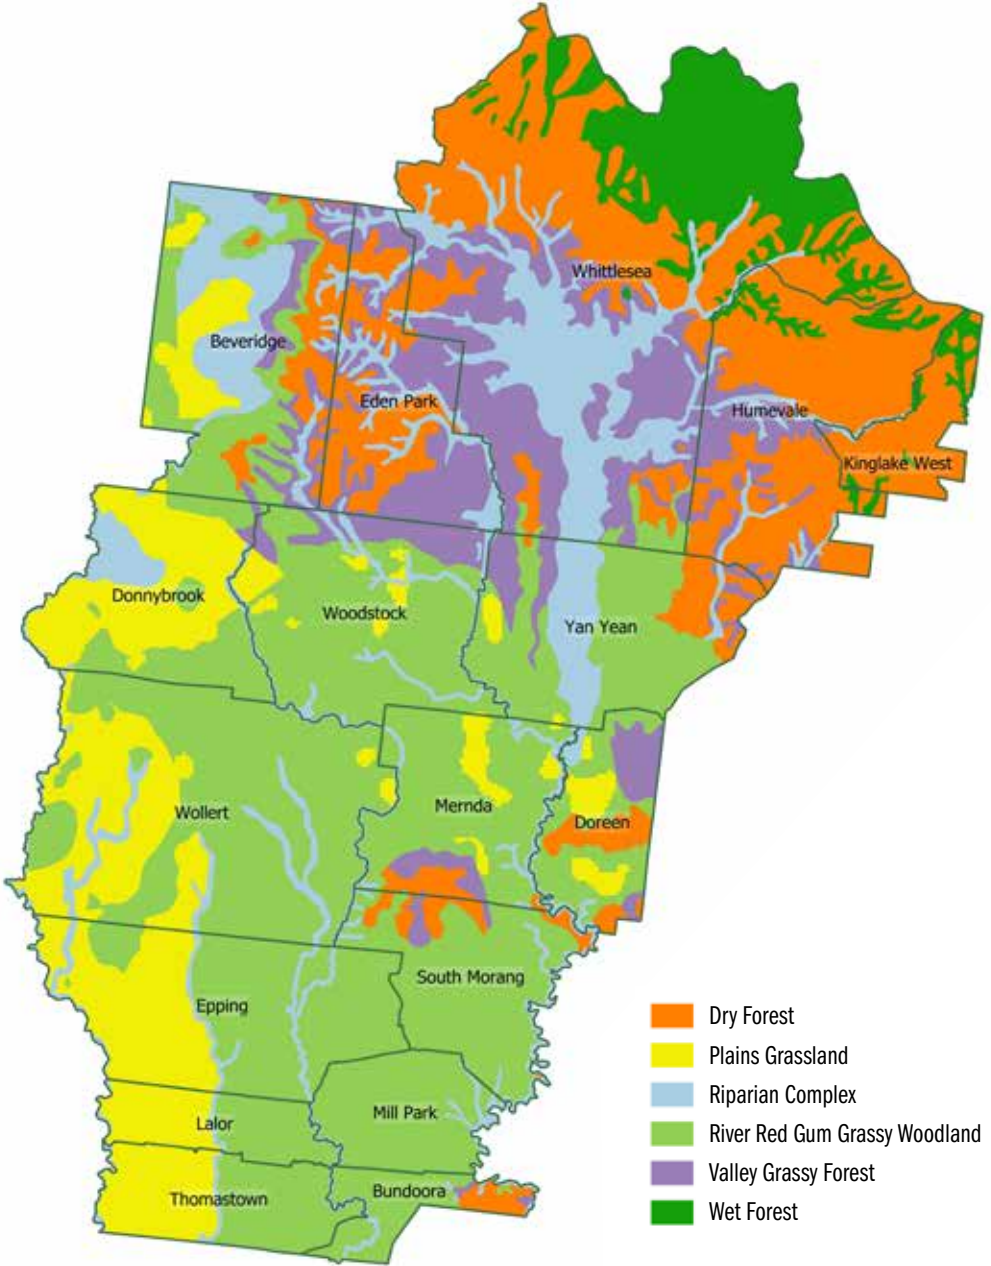 Whittlesea
Beveridge
Eden Park
Humevale
Kinglake West
Donnybrook
Woodstock
Yan Yean
Wollert
Mernda
Doreen
South Morang
Epping
Lalor
Mill Park
Thomastown
Bundoora
Dry Forest
Plains Grassland
Riparian Complex
River Red Gum Grassy Woodland
Valley Grassy Forest
Wet Forest